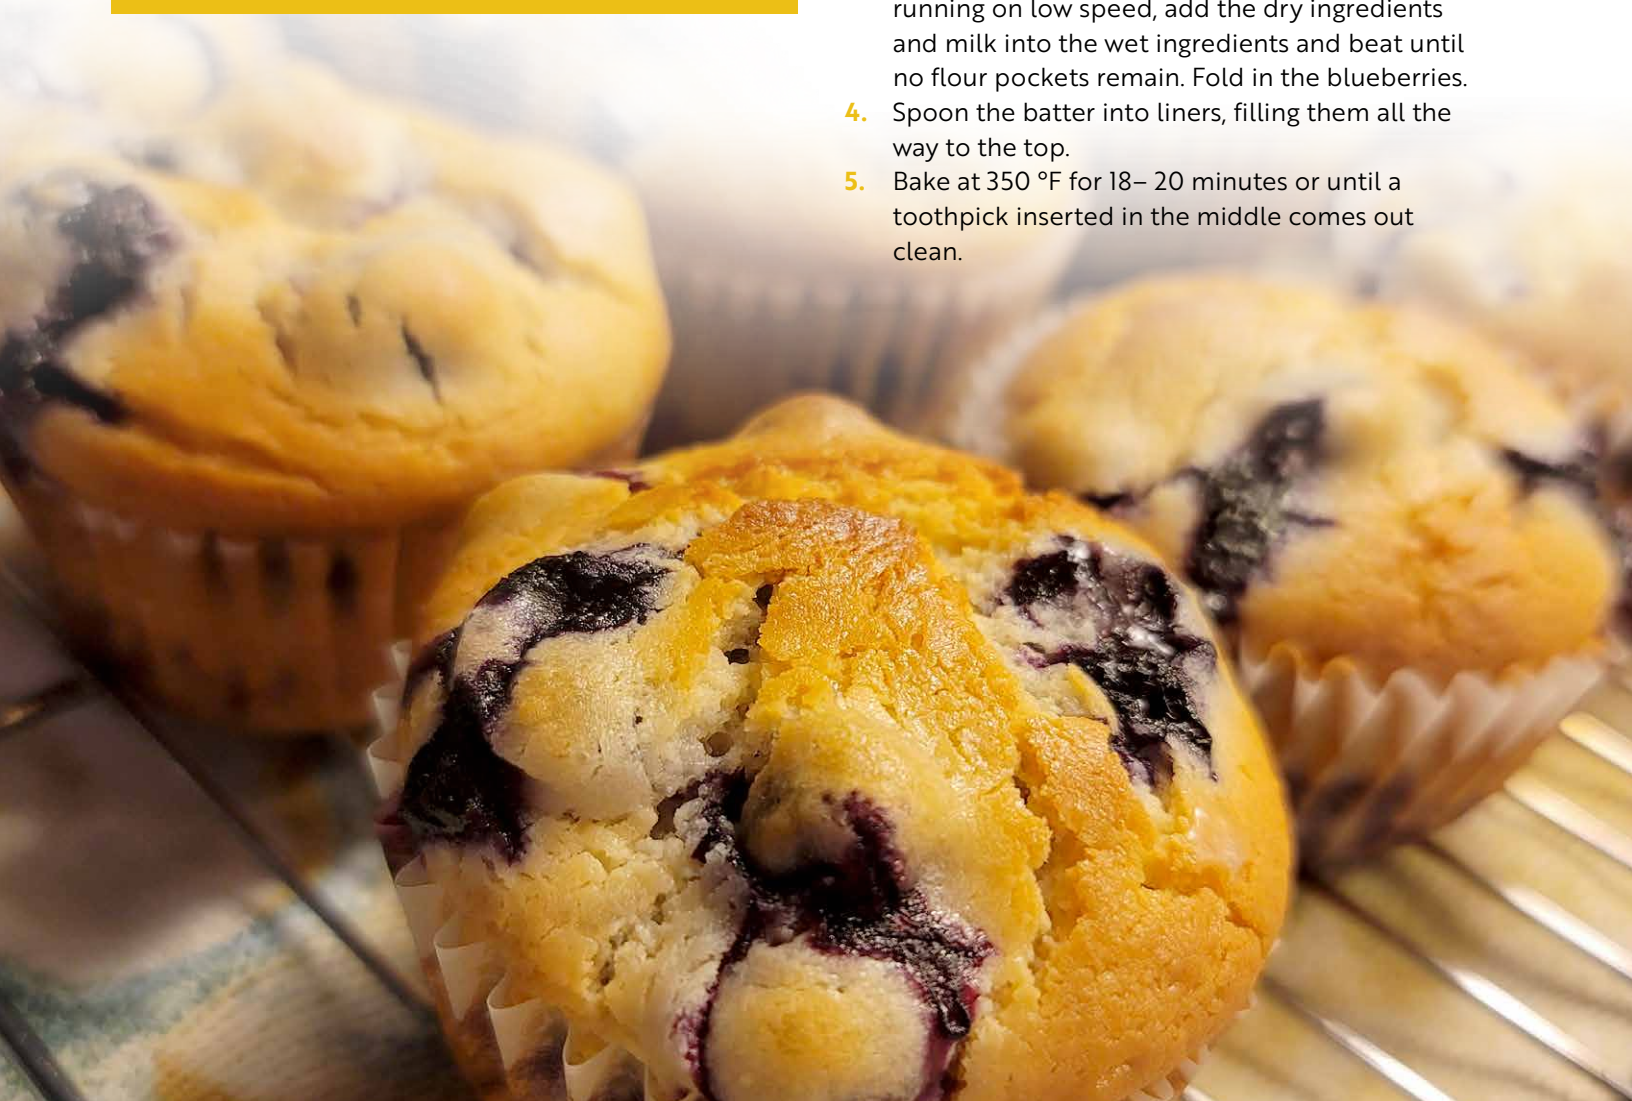 running on low speed, add the dry ingredients
and milk into the wet ingredients and beat until
no flour pockets remain. Fold in the blueberries.
4. Spoon the batter into liners, filling them all the
way to the top.
5. Bake at 350 °F for 18– 20 minutes or until a
toothpick inserted in the middle comes out
clean.